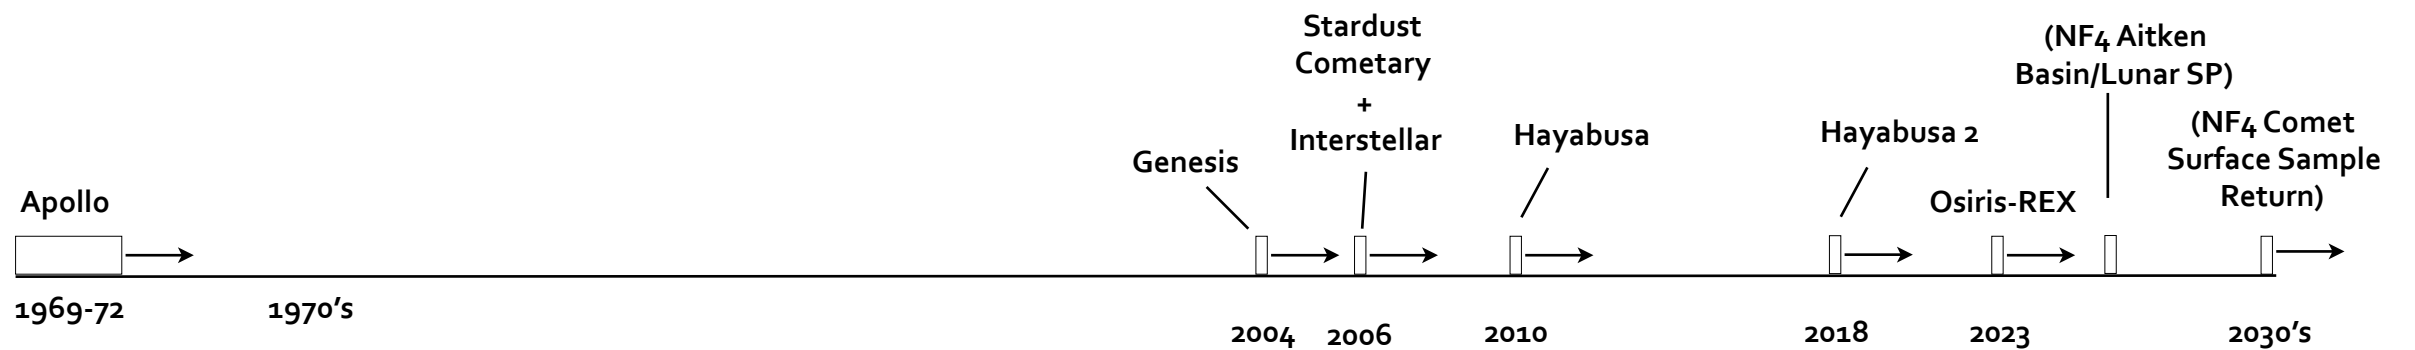 Apollo
Genesis
Stardust
Cometary
+
Interstellar
Hayabusa
Hayabusa 2
Osiris-REX
(NF4 Aitken
Basin/Lunar SP)
(NF4 Comet
Surface Sample
Return)
1969-72
1970's
2004
2006
2010
2018
2023
2030's